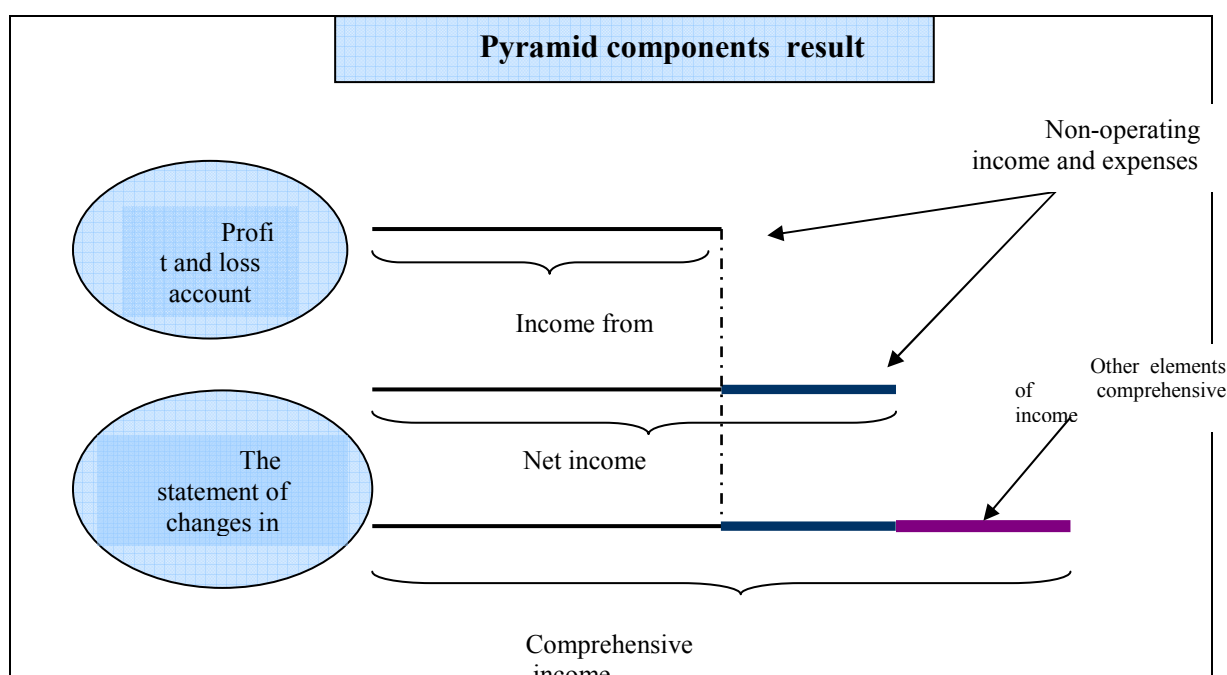 Pyramid components result
Non-operating
income and expenses
Profi
t and loss
account
Income from
Other elements
of comprehensive
income
Net income
The
statement of
changes in
Comprehensive
income